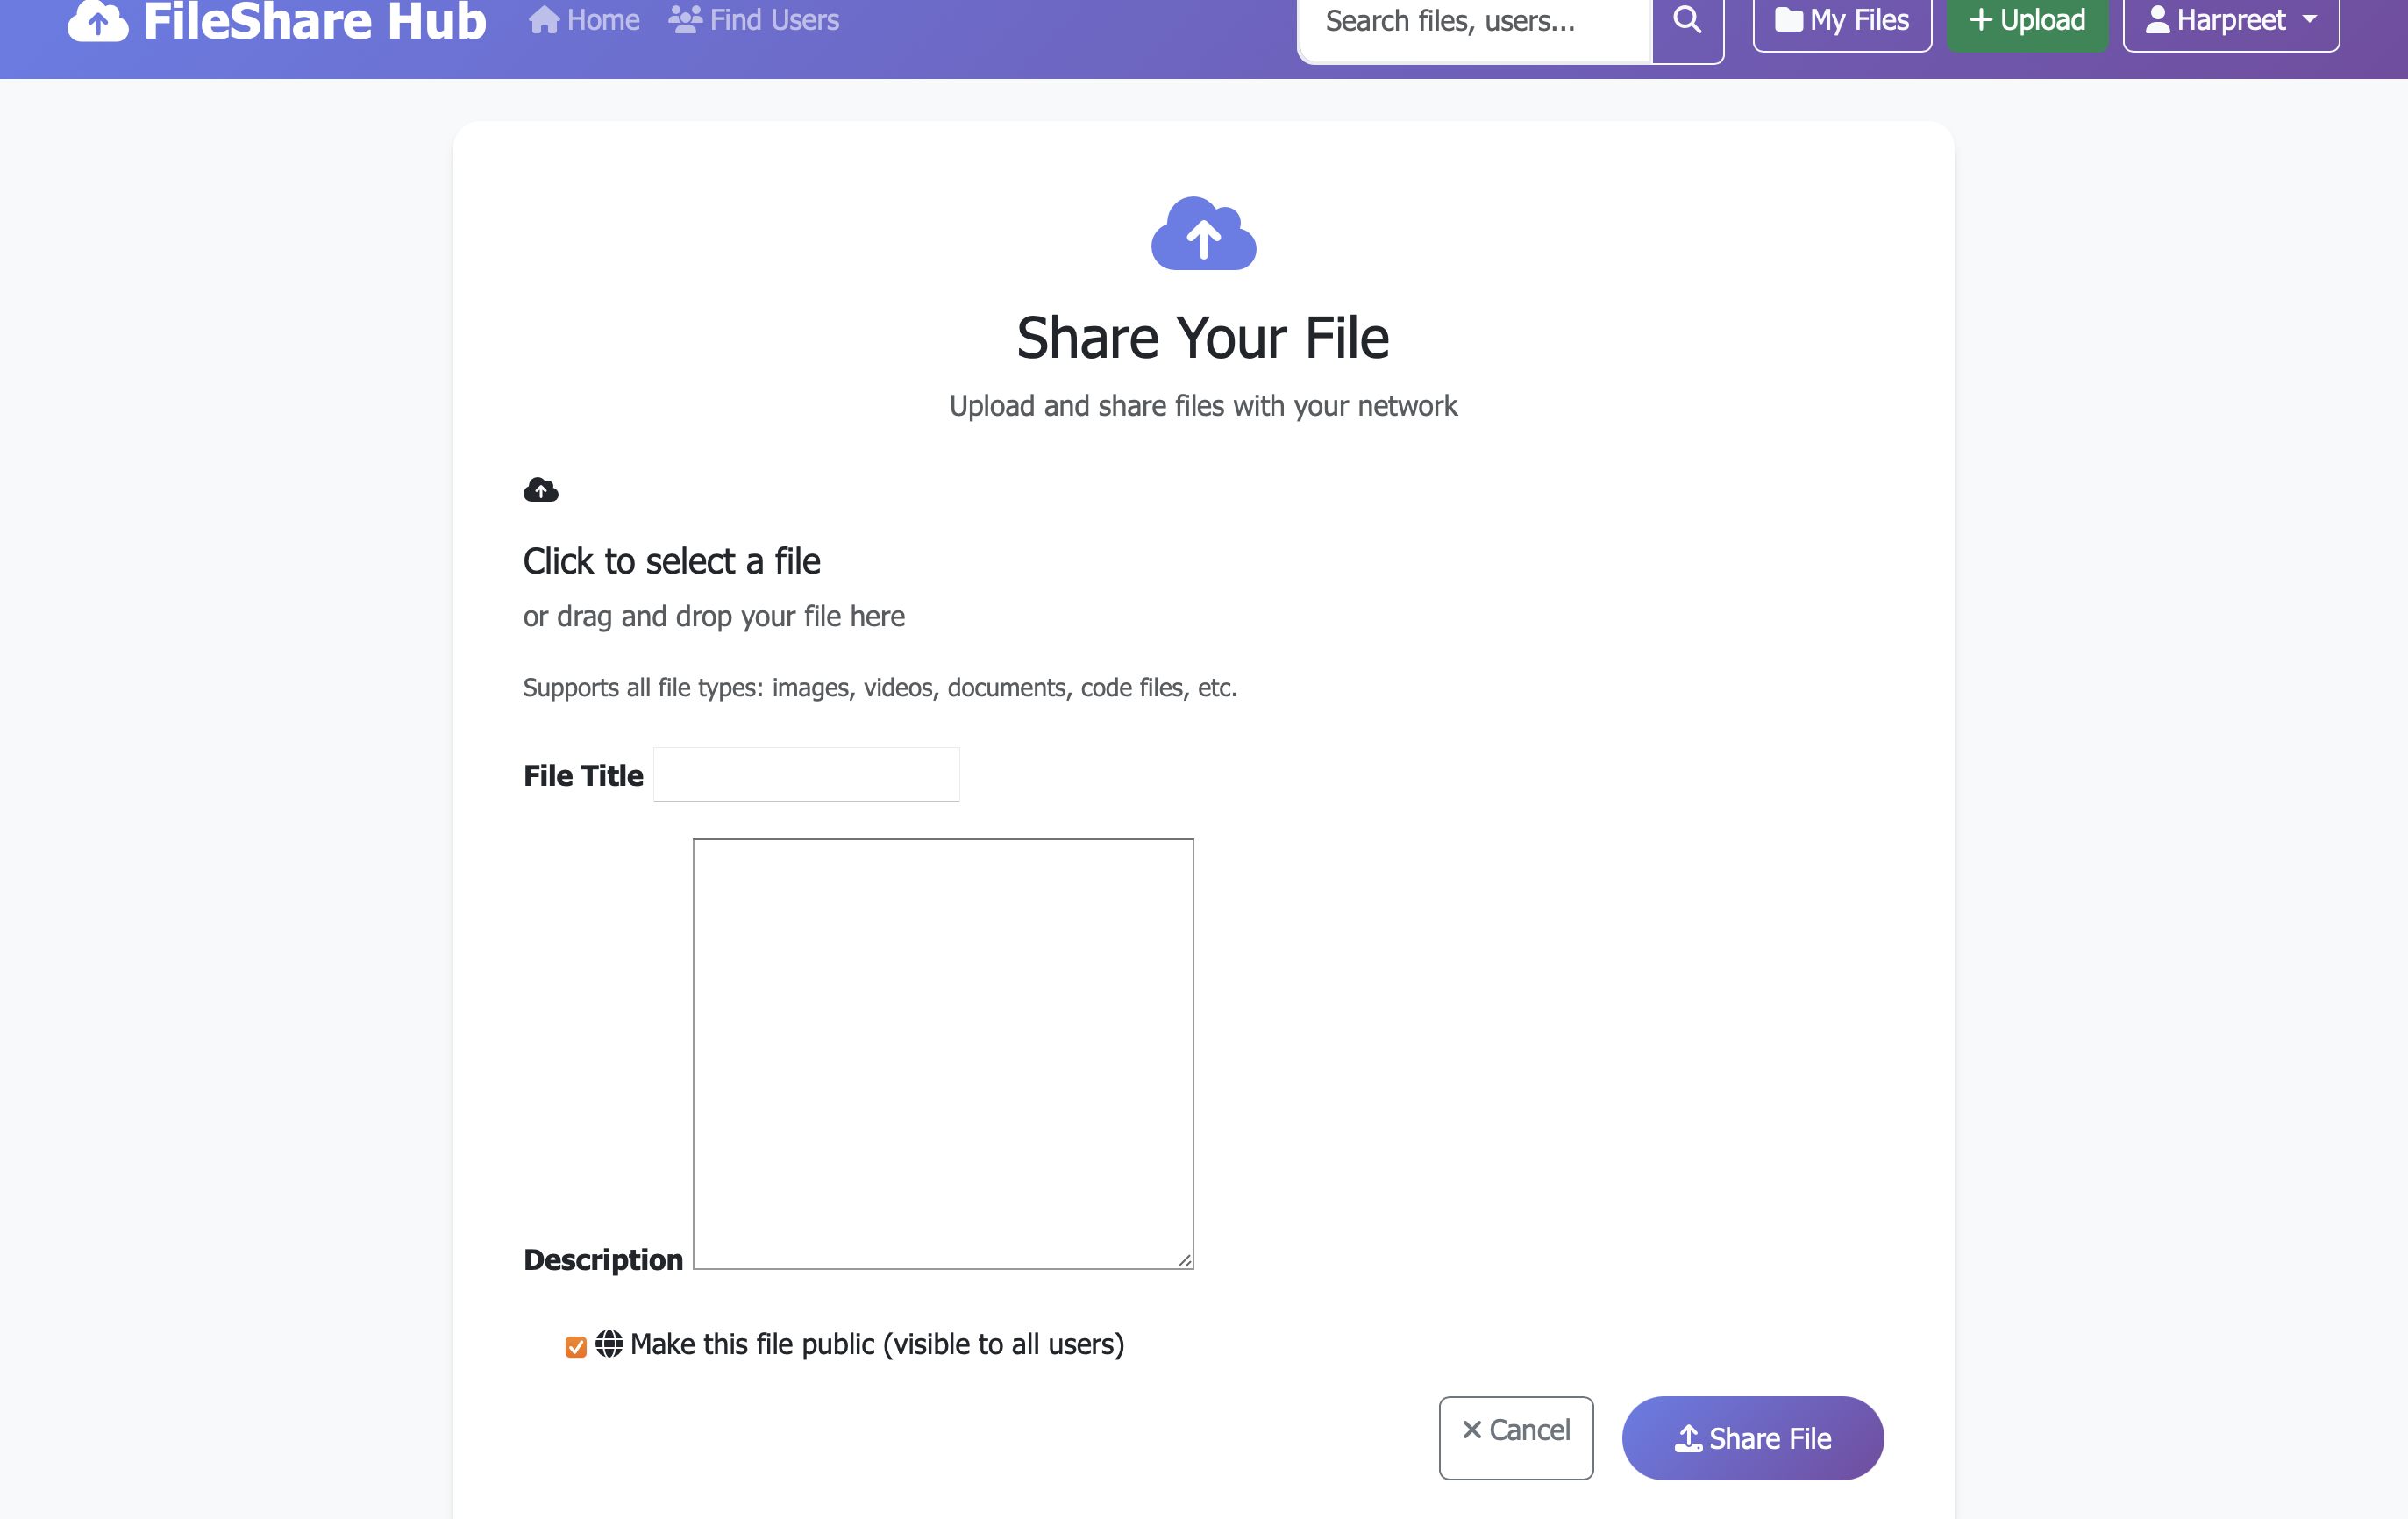 FileShare Hub Home Find Users Search files, users... My Files + Upload Harpreet
Share Your File
Upload and share files with your network
Click to select a file
or drag and drop your file here
Supports all file types: images, videos, documents, code files, etc.
File Title
Description
Make this file public (visible to all users)
Cancel Share File